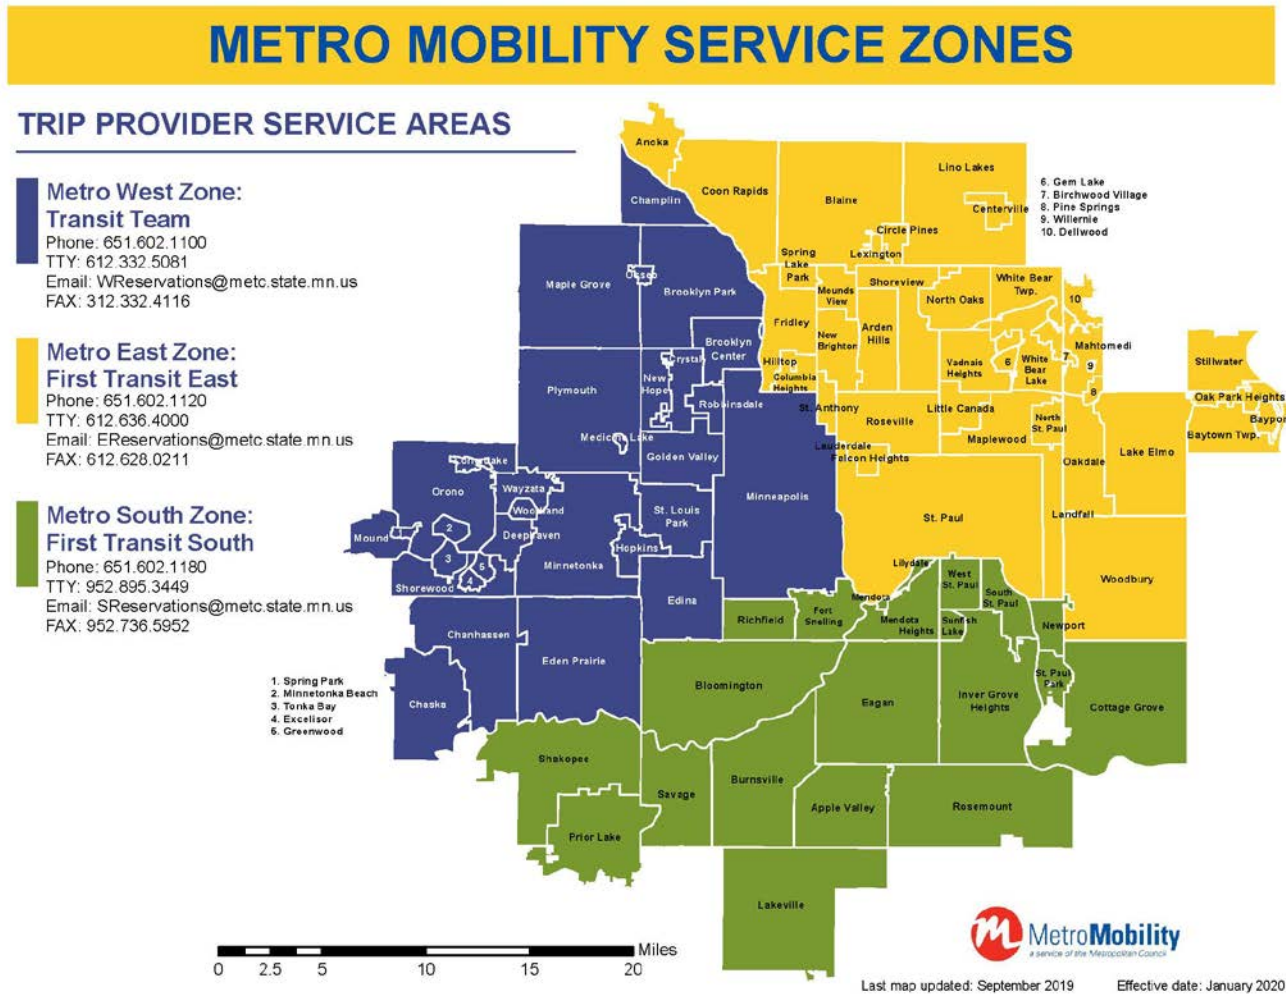 METRO MOBILITY SERVICE ZONES
TRIP PROVIDER SERVICE AREAS
Metro West Zone:
Transit Team
Phone: 651.602.1100
TTY: 612.332.5081
Email: WReservations@metc.state.mn.us
FAX: 312.332.4116
Metro East Zone:
First Transit East
Phone: 651.602.1120
TTY: 612.636.4000
Email: EReservations@metc.state.mn.us
FAX: 612.628.0211
Metro South Zone:
First Transit South
Phone: 651.602.1180
TTY: 952.895.3449
Email: SReservations@metc.state.mn.us
FAX: 952.736.5952
1. Spring Park
2. Minnetonka Beach
3. Tonka Bay
4. Excelisor
5. Greenwood
6. Gem Lake
7. Birchwood Village
8. Pine Springs
9. Willernie
10. Dellwood
Anoka
Champlin
Coon Rapids
Blaine
Lino Lakes
Centerville
Circle Pines
Lexington
Spring
Lake
Park
Maple Grove
Osseo
Brooklyn Park
Mounds
View
Shoreview
North Oaks
White Bear
Twp.
10
Fridley
New
Brighton
Arden
Hills
Brooklyn
Center
Crystal
New
Hope
Hilltop
Columbia
Heights
Vadnais
Heights
6
White
Bear
Lake
7
Mahtomedi
9
8
Stillwater
Oak Park Heights
Baypor
Baytown Twp.
Plymouth
Robbinsdale
St. Anthony
Roseville
Little Canada
North
St. Paul
Maplewood
Lauderdale
Falcon Heights
Oakdale
Lake Elmo
Medicine Lake
Golden Valley
Long Lake
Orono
Wayzata
Woodland
Minneapolis
St. Louis
Park
St. Paul
Landfall
Mound
2
Deephaven
3
5
4
Hopkins
Minnetonka
Shorewood
Edina
Lilydale
West
St. Paul
South
St. Paul
Woodbury
Mendota
Richfield
Fort
Snelling
Mendota
Heights
Sunfish
Lake
Newport
Chanhassen
Eden Prairie
Chaska
Bloomington
Eagan
Inver Grove
Heights
St. Paul
Park
Cottage Grove
Shakopee
Savage
Burnsville
Apple Valley
Rosemount
Prior Lake
Lakeville
Miles
0
2.5
5
10
15
20
m
MetroMobility
a service of the Metropolitan Council
Last map updated: September 2019
Effective date: January 2020